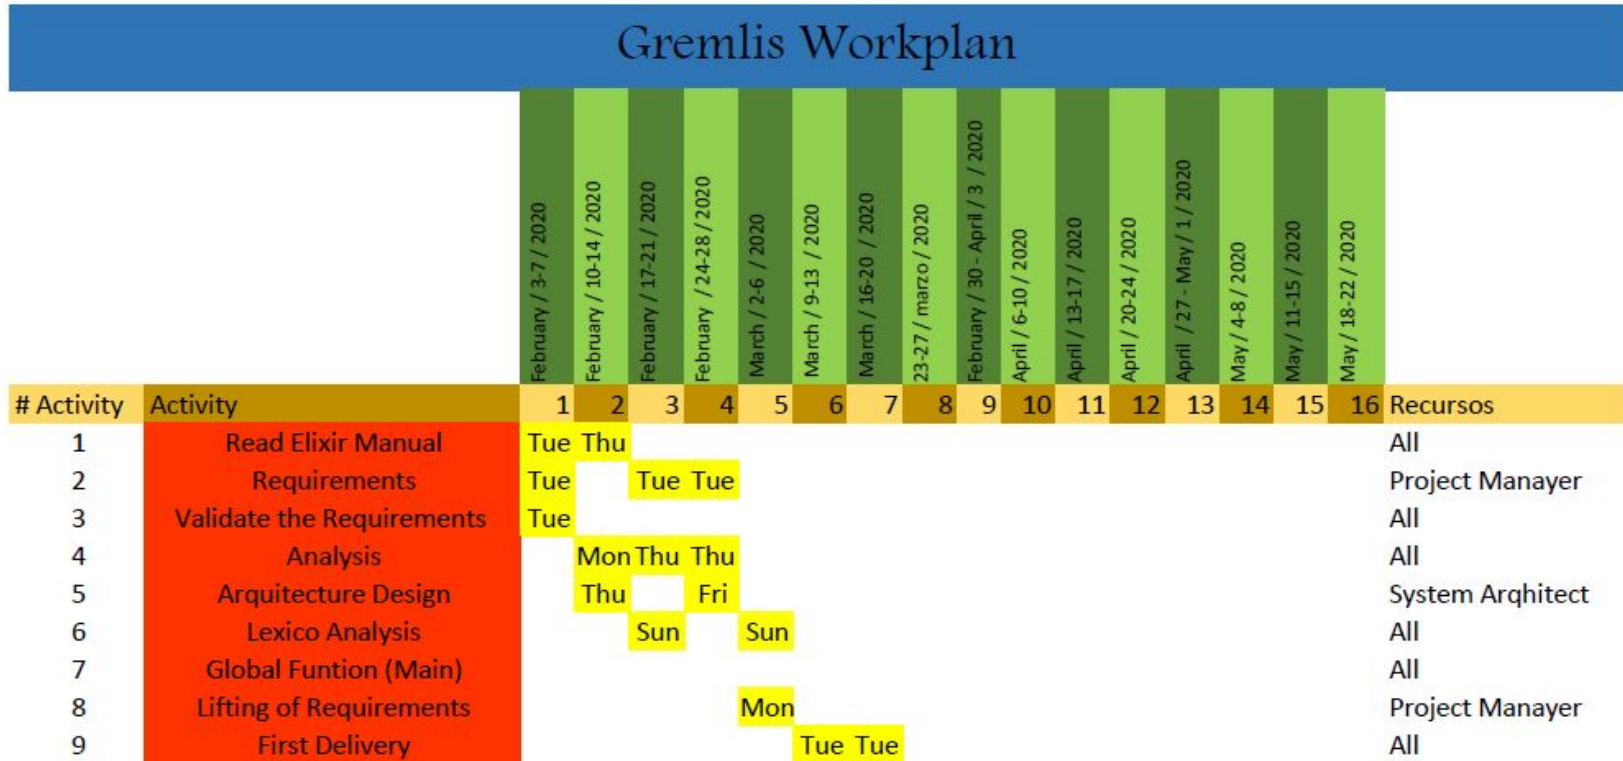 Gremlis Workplan
February / 3-7 / 2020
February / 10-14 / 2020
February / 17-21 / 2020
February / 24-28 / 2020
March / 2-6 / 2020
March / 9-13 / 2020
March / 16-20 / 2020
23-27 / marzo / 2020
February / 30 - April / 3 / 2020
April / 6-10 / 2020
April / 13-17 / 2020
April / 20-24 / 2020
April / 27 - May / 1 / 2020
May / 4-8 / 2020
May / 11-15 / 2020
May / 18-22 / 2020
# Activity Activity 1 2 3 4 5 6 7 8 9 10 11 12 13 14 15 16 Recursos
1 Read Elixir Manual Tue Thu All
2 Requirements Tue Tue Tue Project Manayer
3 Validate the Requirements Tue All
4 Analysis Mon Thu Thu All
5 Arquitecture Design Thu Fri System Arqhitect
6 Lexico Analysis Sun Sun All
7 Global Funtion (Main) All
8 Lifting of Requirements Mon Project Manayer
9 First Delivery Tue Tue All